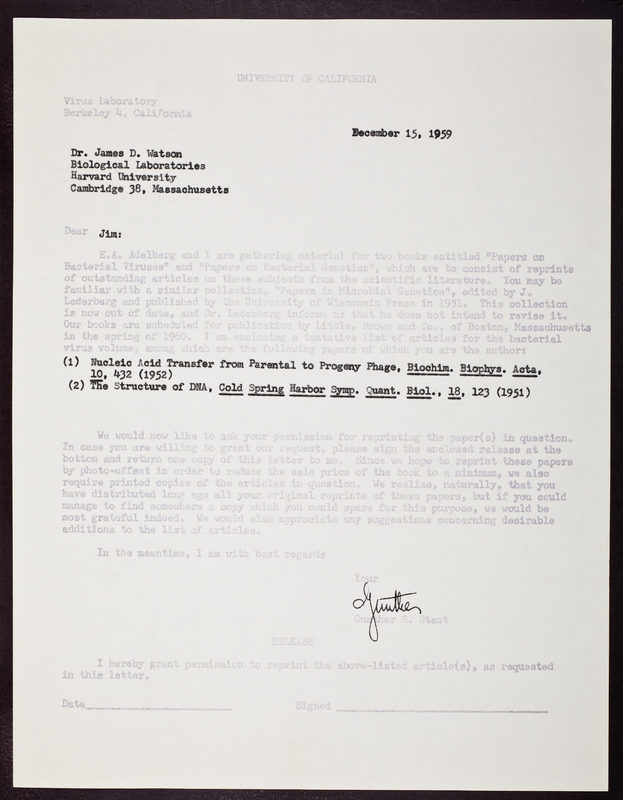 UNIVERSITY OF CALIFORNIA
Virus Laboratory
Berkeley 4, California
December 15, 1959
Dr. James D. Watson
Biological Laboratories
Harvard University
Cambridge 38, Massachusetts
Dear Jim:
E.A. Adelberg and I are gathering material for two books entitled "Papers on
Bacterial Viruses" and "Papers on Bacterial Genetics", which are to consist of reprints
of outstanding articles on these subjects from the scientific literature. You may be
familiar with a similar collection, "Papers in Microbial Genetics", edited by J.
Lederberg and published by the University of Wisconsin Press in 1951. This collection
is now out of date, and Dr. Lederberg informs us that he does not intend to revise it.
Our books are scheduled for publication by Little, Brown and Co., of Boston, Massachusetts
in the spring of 1960. I am enclosing a tentative list of articles for the bacterial
virus volume, among which are the following papers of which you are the author:
(1) Nucleic Acid Transfer from Parental to Progeny Phage, Biochim. Biophys. Acta,
10, 432 (1952)
(2) The Structure of DNA, Cold Spring Harbor Symp. Quant. Biol., 18, 123 (1951)
We would now like to ask your permission for reprinting the paper(s) in question.
In case you are willing to grant our request, please sign the enclosed release at the
bottom and return one copy of this letter to me. Since we hope to reprint these papers
by photo-offset in order to reduce the sale price of the book to a minimum, we also
require printed copies of the articles in question. We realize, naturally, that you
have distributed long ago all your original reprints of these papers, but if you could
manage to find somewhere a copy which you could spare for this purpose, we would be
most grateful indeed. We would also appreciate any suggestions concerning desirable
additions to the list of articles.
In the meantime, I am with best regards
Your
Gunther
Gunther S. Stent
RELEASE
I hereby grant permission to reprint the above-listed article(s), as requested
in this letter.
Date Signed